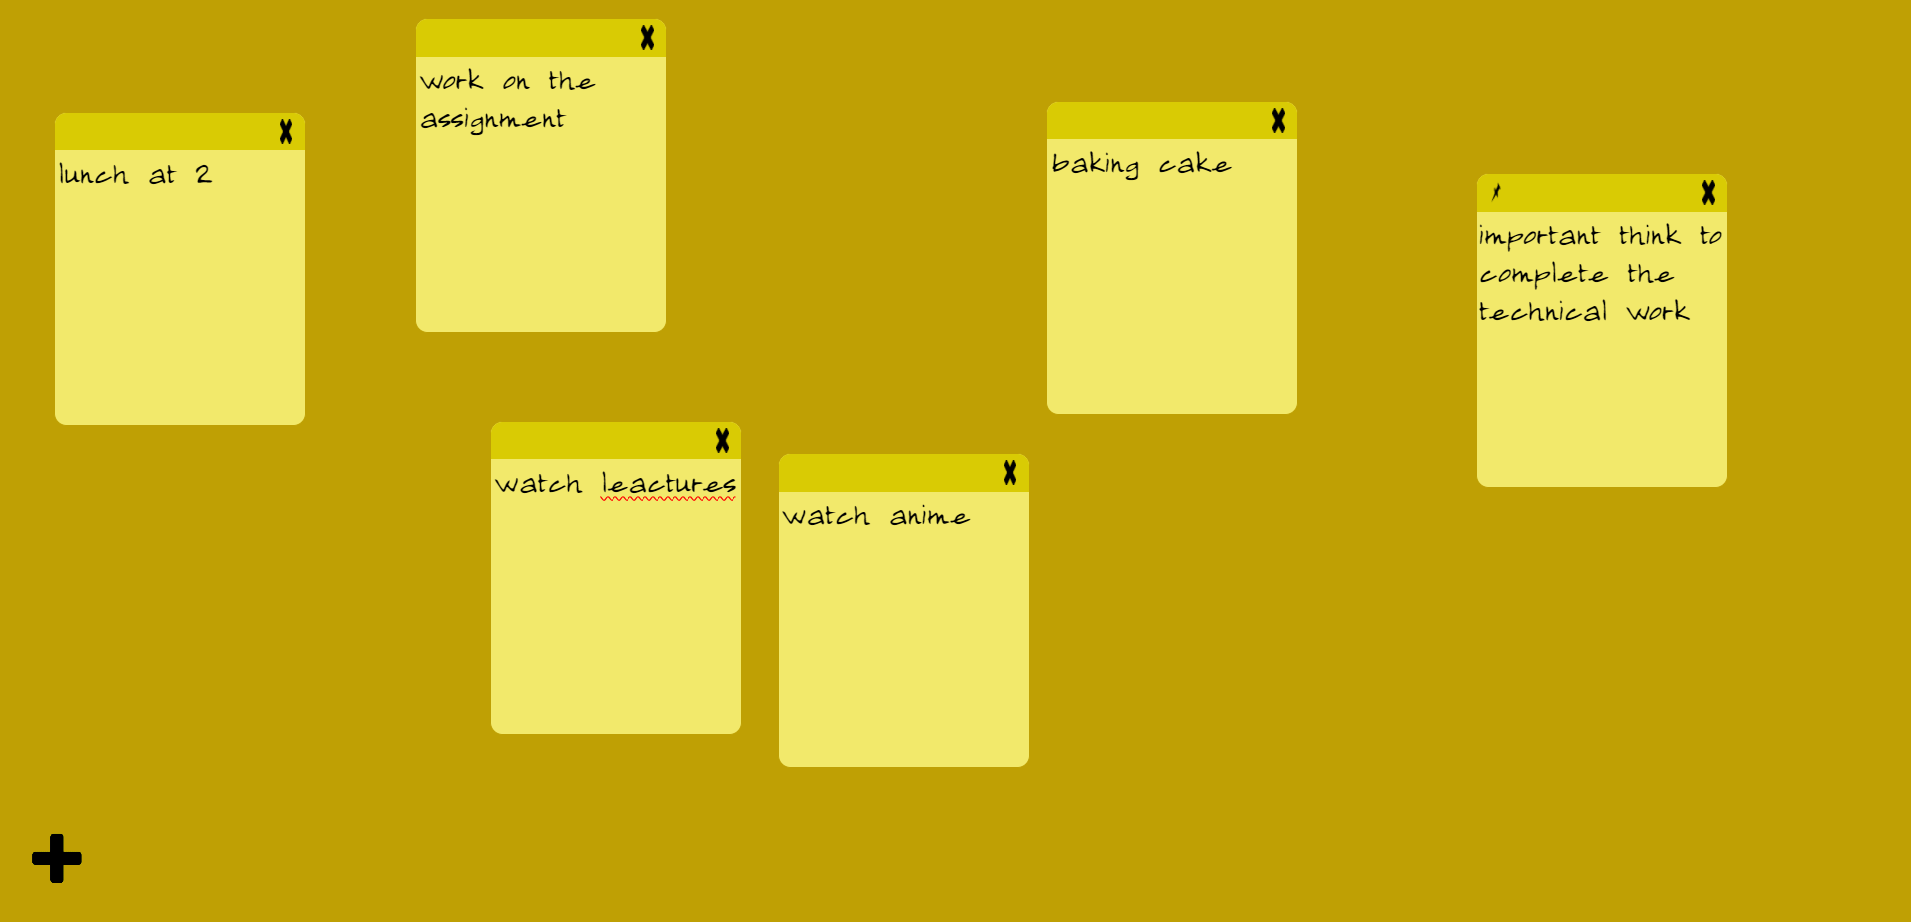 lunch at 2
work on the
assignment
watch leactures
watch anime
baking cake
important think to
complete the
technical work